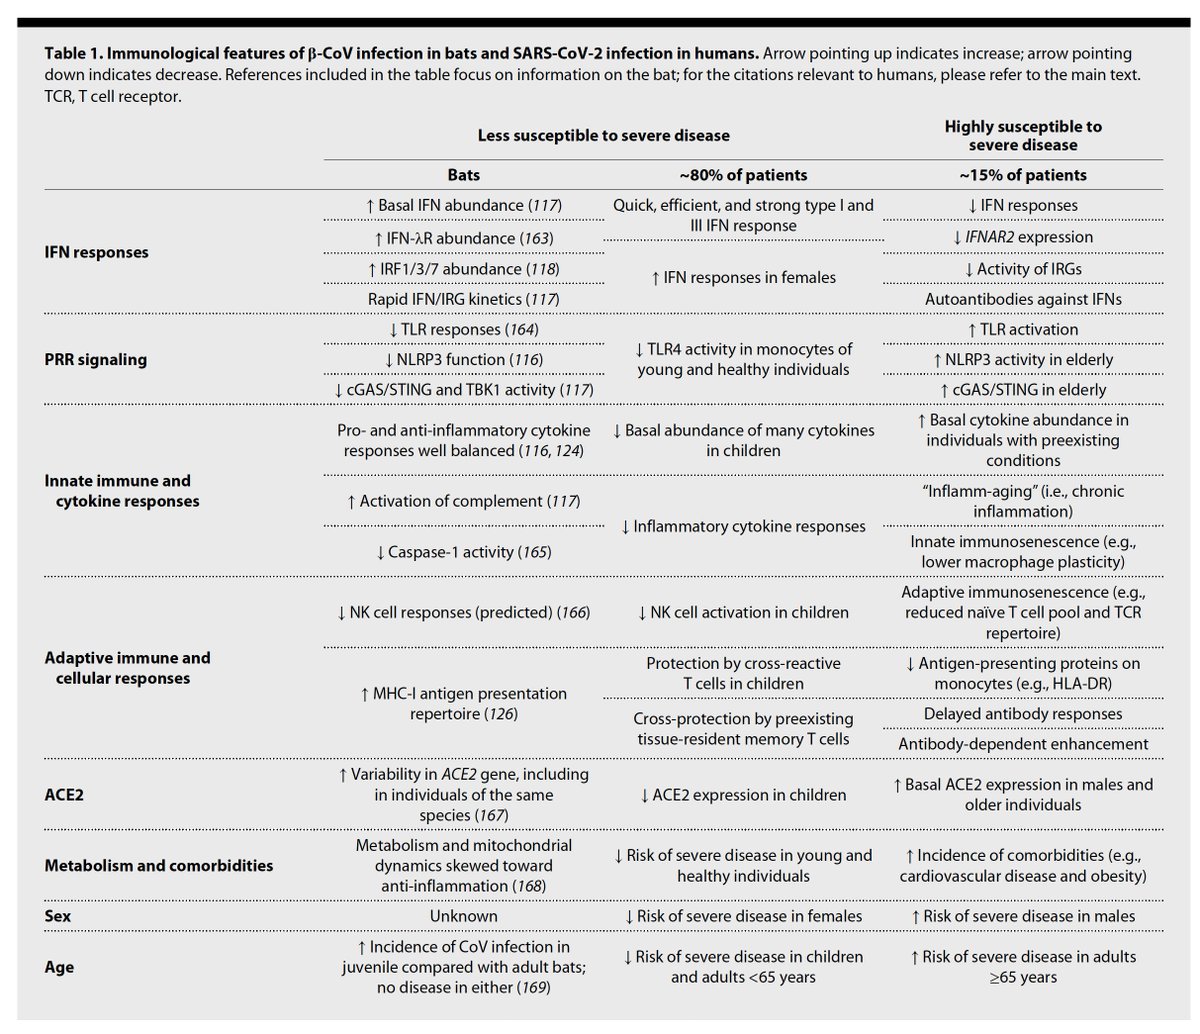 Table 1. Immunological features of β-CoV infection in bats and SARS-CoV-2 infection in humans. Arrow pointing up indicates increase; arrow pointing
down indicates decrease. References included in the table focus on information on the bat; for the citations relevant to humans, please refer to the main text.
TCR, T cell receptor.
Less susceptible to severe disease
Highly susceptible to
severe disease
Bats
~80% of patients
~15% of patients
IFN responses
↑ Basal IFN abundance (117)
↑ IFN-λR abundance (163)
↑ IRF1/3/7 abundance (118)
Rapid IFN/IRG kinetics (117)
Quick, efficient, and strong type I and
III IFN response
↑ IFN responses in females
↓ IFN responses
↓ IFNAR2 expression
↓ Activity of IRGs
Autoantibodies against IFNs
PRR signaling
↓ TLR responses (164)
↓ NLRP3 function (116)
↓ cGAS/STING and TBK1 activity (117)
↓ TLR4 activity in monocytes of
young and healthy individuals
↑ TLR activation
↑ NLRP3 activity in elderly
↑ cGAS/STING in elderly
Innate immune and
cytokine responses
Pro- and anti-inflammatory cytokine
responses well balanced (116, 124)
↑ Activation of complement (117)
↓ Caspase-1 activity (165)
↓ Basal abundance of many cytokines
in children
↓ Inflammatory cytokine responses
↑ Basal cytokine abundance in
individuals with preexisting
conditions
“Inflamm-aging” (i.e., chronic
inflammation)
Innate immunosenescence (e.g.,
lower macrophage plasticity)
Adaptive immune and
cellular responses
↓ NK cell responses (predicted) (166)
↑ MHC-I antigen presentation
repertoire (126)
↓ NK cell activation in children
Protection by cross-reactive
T cells in children
Cross-protection by preexisting
tissue-resident memory T cells
Adaptive immunosenescence (e.g.,
reduced naïve T cell pool and TCR
repertoire)
↓ Antigen-presenting proteins on
monocytes (e.g., HLA-DR)
Delayed antibody responses
Antibody-dependent enhancement
ACE2
↑ Variability in ACE2 gene, including
in individuals of the same
species (167)
↓ ACE2 expression in children
↑ Basal ACE2 expression in males and
older individuals
Metabolism and comorbidities
Metabolism and mitochondrial
dynamics skewed toward
anti-inflammation (168)
↓ Risk of severe disease in young and
healthy individuals
↑ Incidence of comorbidities (e.g.,
cardiovascular disease and obesity)
Sex
Unknown
↓ Risk of severe disease in females
↑ Risk of severe disease in males
Age
↑ Incidence of CoV infection in
juvenile compared with adult bats;
no disease in either (169)
↓ Risk of severe disease in children
and adults <65 years
↑ Risk of severe disease in adults
≥65 years